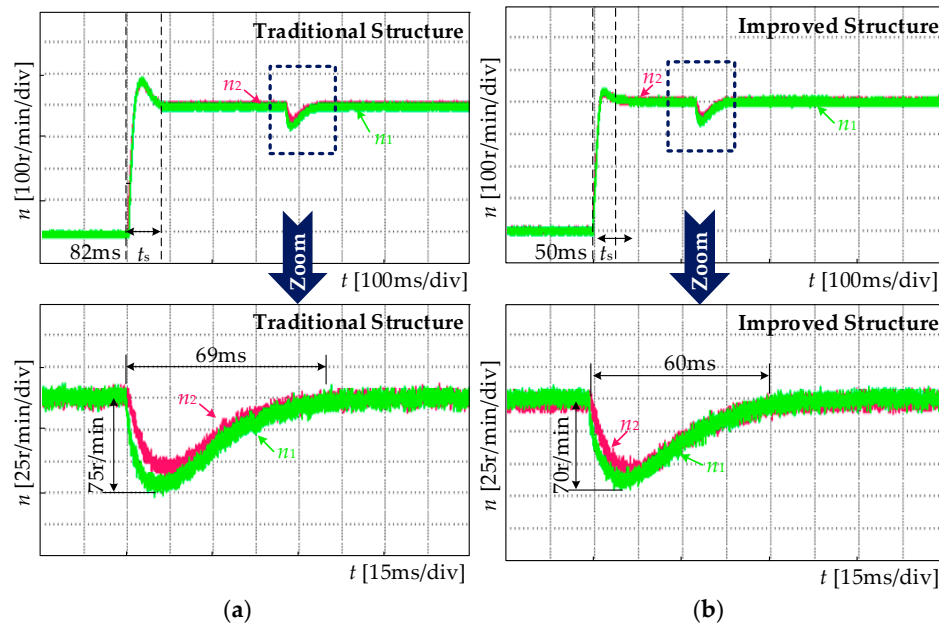 Traditional Structure
n [100r/min/div]
n2
n1
82ms
ts
t [100ms/div]
Zoom
Traditional Structure
n [25r/min/div]
69ms
n2
n1
75r/min
t [15ms/div]
(a)
Improved Structure
n [100r/min/div]
n2
n1
50ms
ts
t [100ms/div]
Zoom
Improved Structure
n [25r/min/div]
60ms
n2
n1
70r/min
t [15ms/div]
(b)